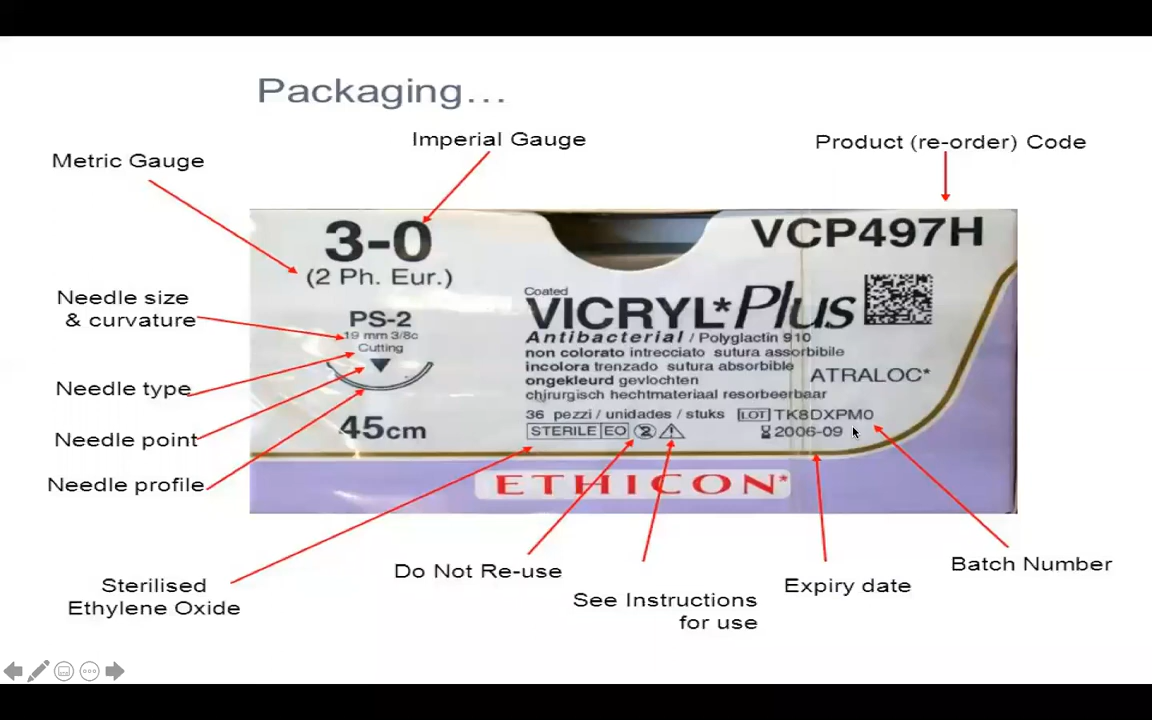 Packaging...
Imperial Gauge
Product (re-order) Code
Metric Gauge
3-0
(2 Ph. Eur.)
VCP497H
Needle size
& curvature
PS-2
19 mm 3/8c
Cutting
Coated
VICRYL*Plus
Antibacterial / Polyglactin 910
non colorato intrecciato sutura assorbibile
incolora trenzado sutura absorbible
ongekleurd gevlochten
chirurgisch hechtmateriaal resorbeerbaar
ATRALOC*
Needle type
Needle point
45cm
36 pezzi / unidades / stuks
LOT TK8DXPM0
STERILE EO 2
2006-09
Needle profile
ETHICON*
Sterilised
Ethylene Oxide
Do Not Re-use
See Instructions
for use
Expiry date
Batch Number